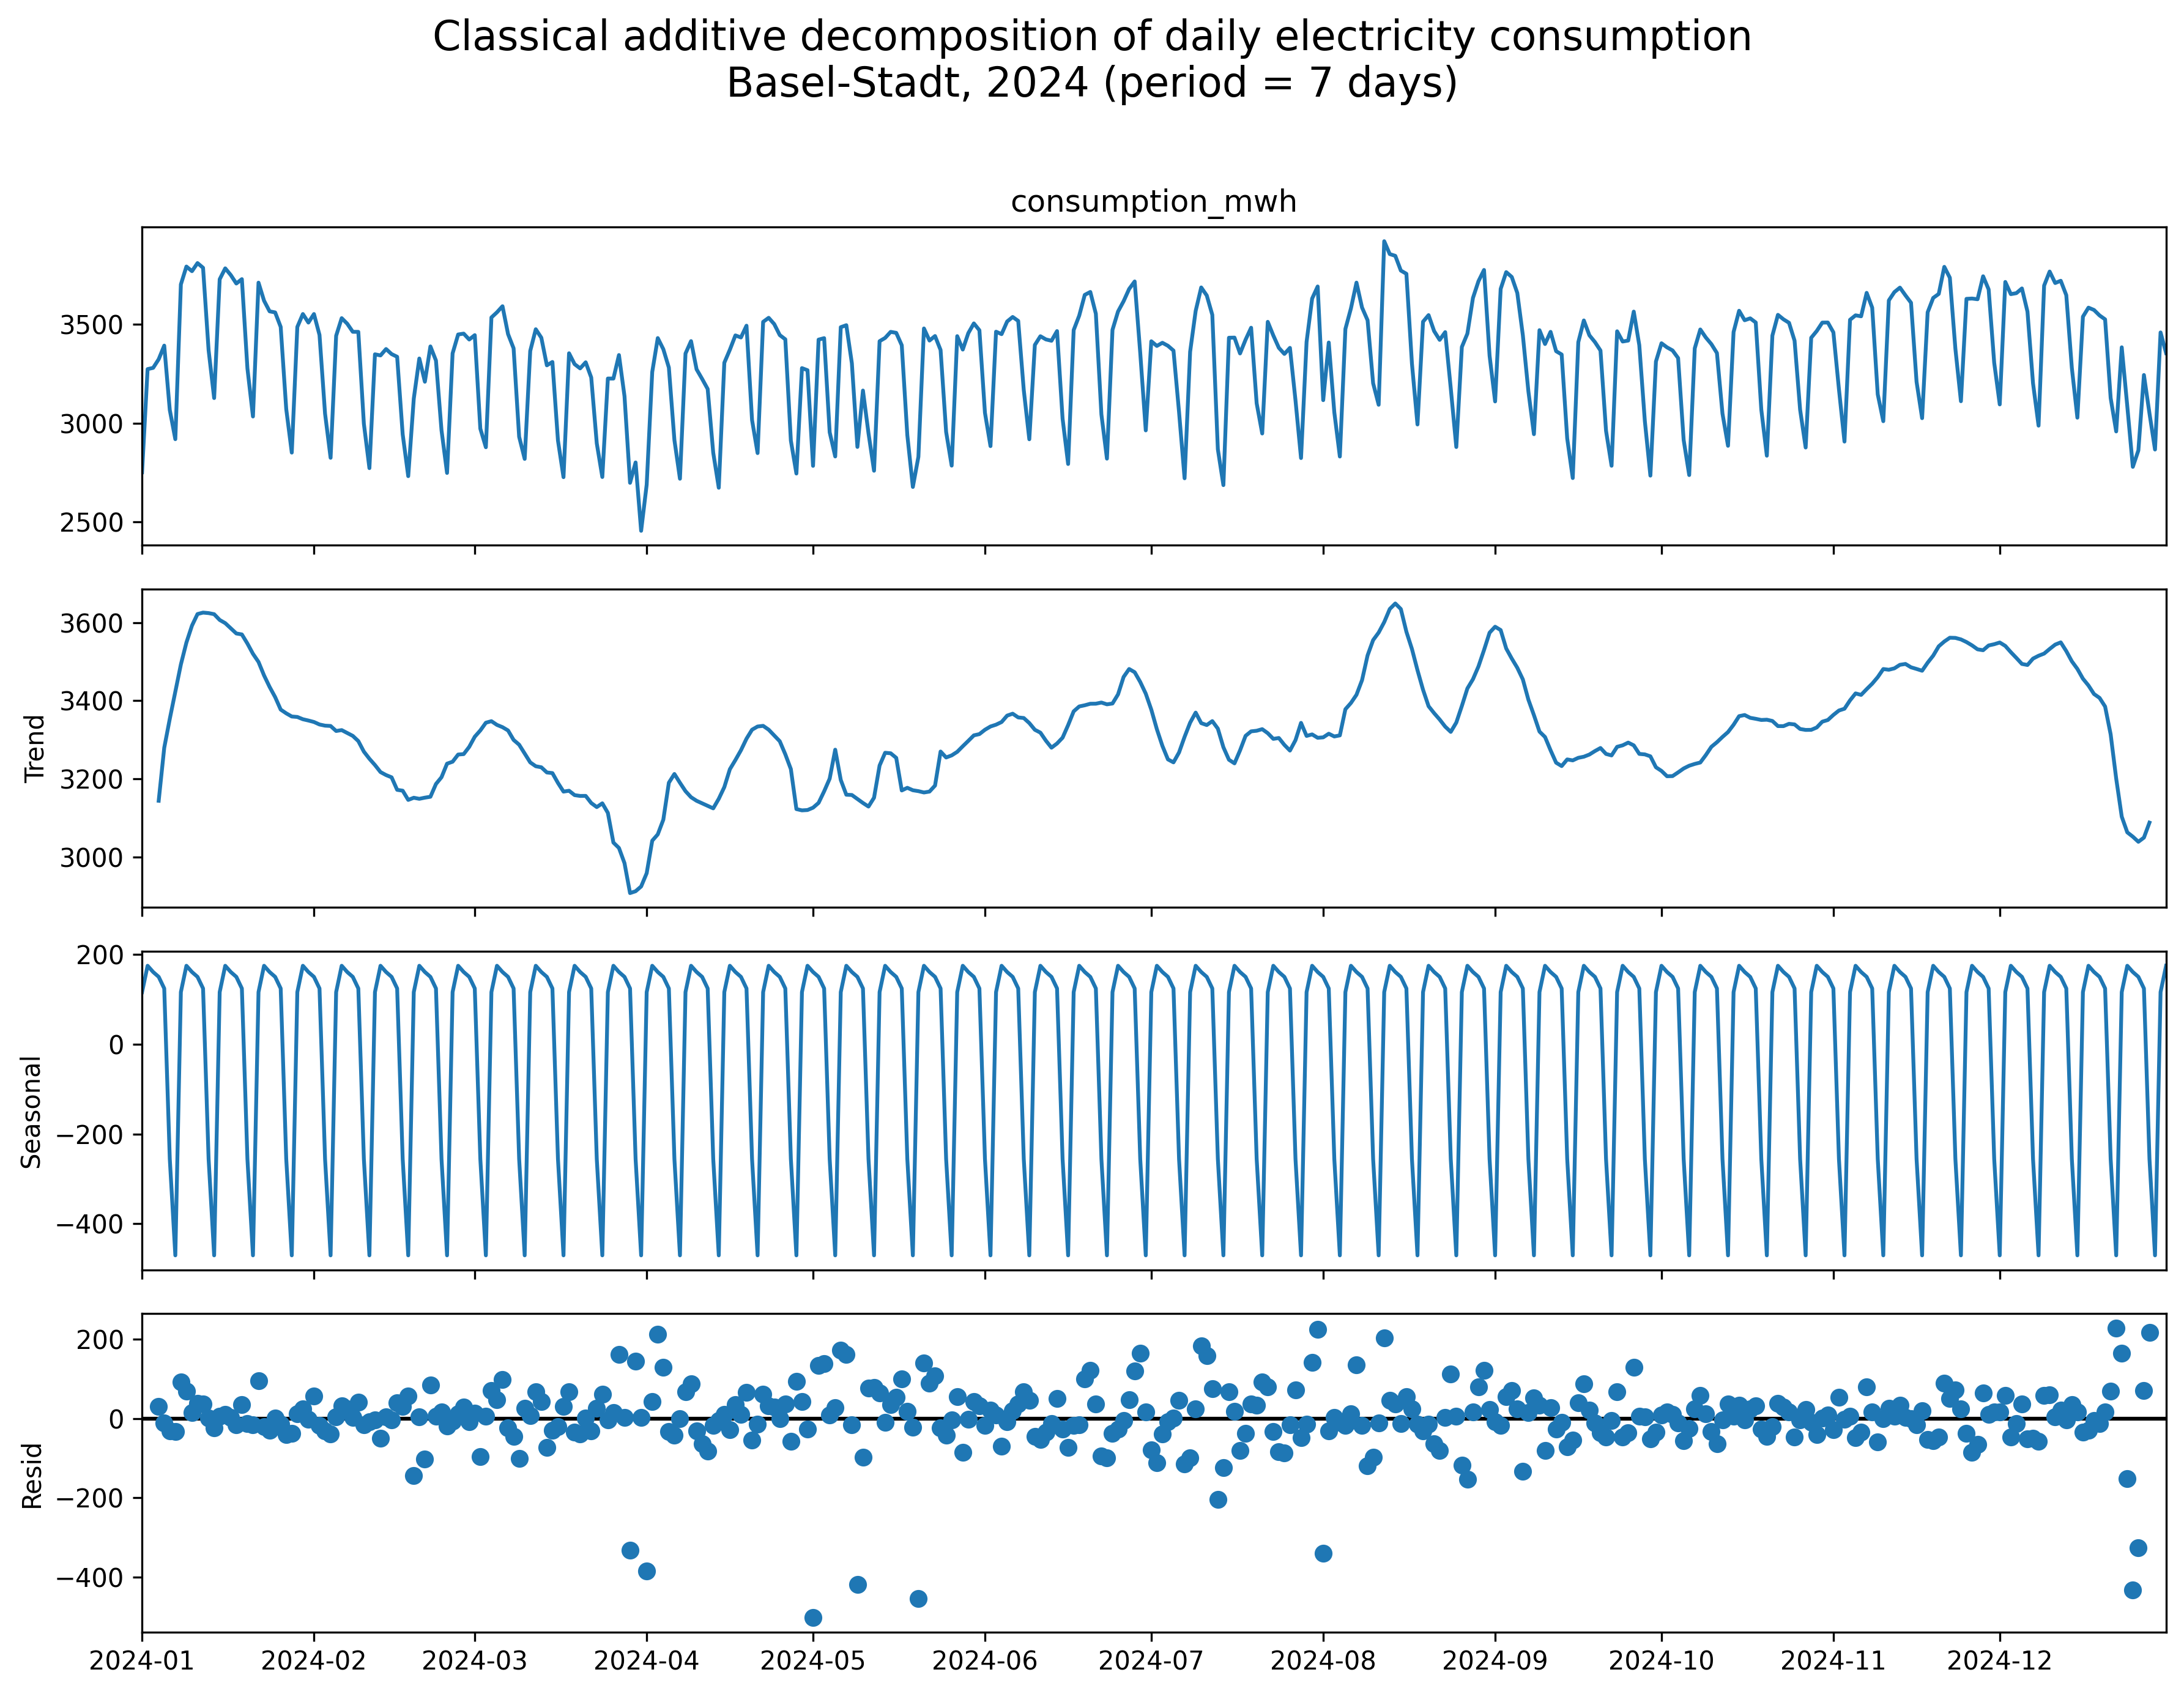 Classical additive decomposition of daily electricity consumption
Basel-Stadt, 2024 (period = 7 days)
consumption_mwh
3500
3000
2500
Trend
3600
3400
3200
3000
Seasonal
200
0
−200
−400
Resid
200
0
−200
−400
2024-01 2024-02 2024-03 2024-04 2024-05 2024-06 2024-07 2024-08 2024-09 2024-10 2024-11 2024-12